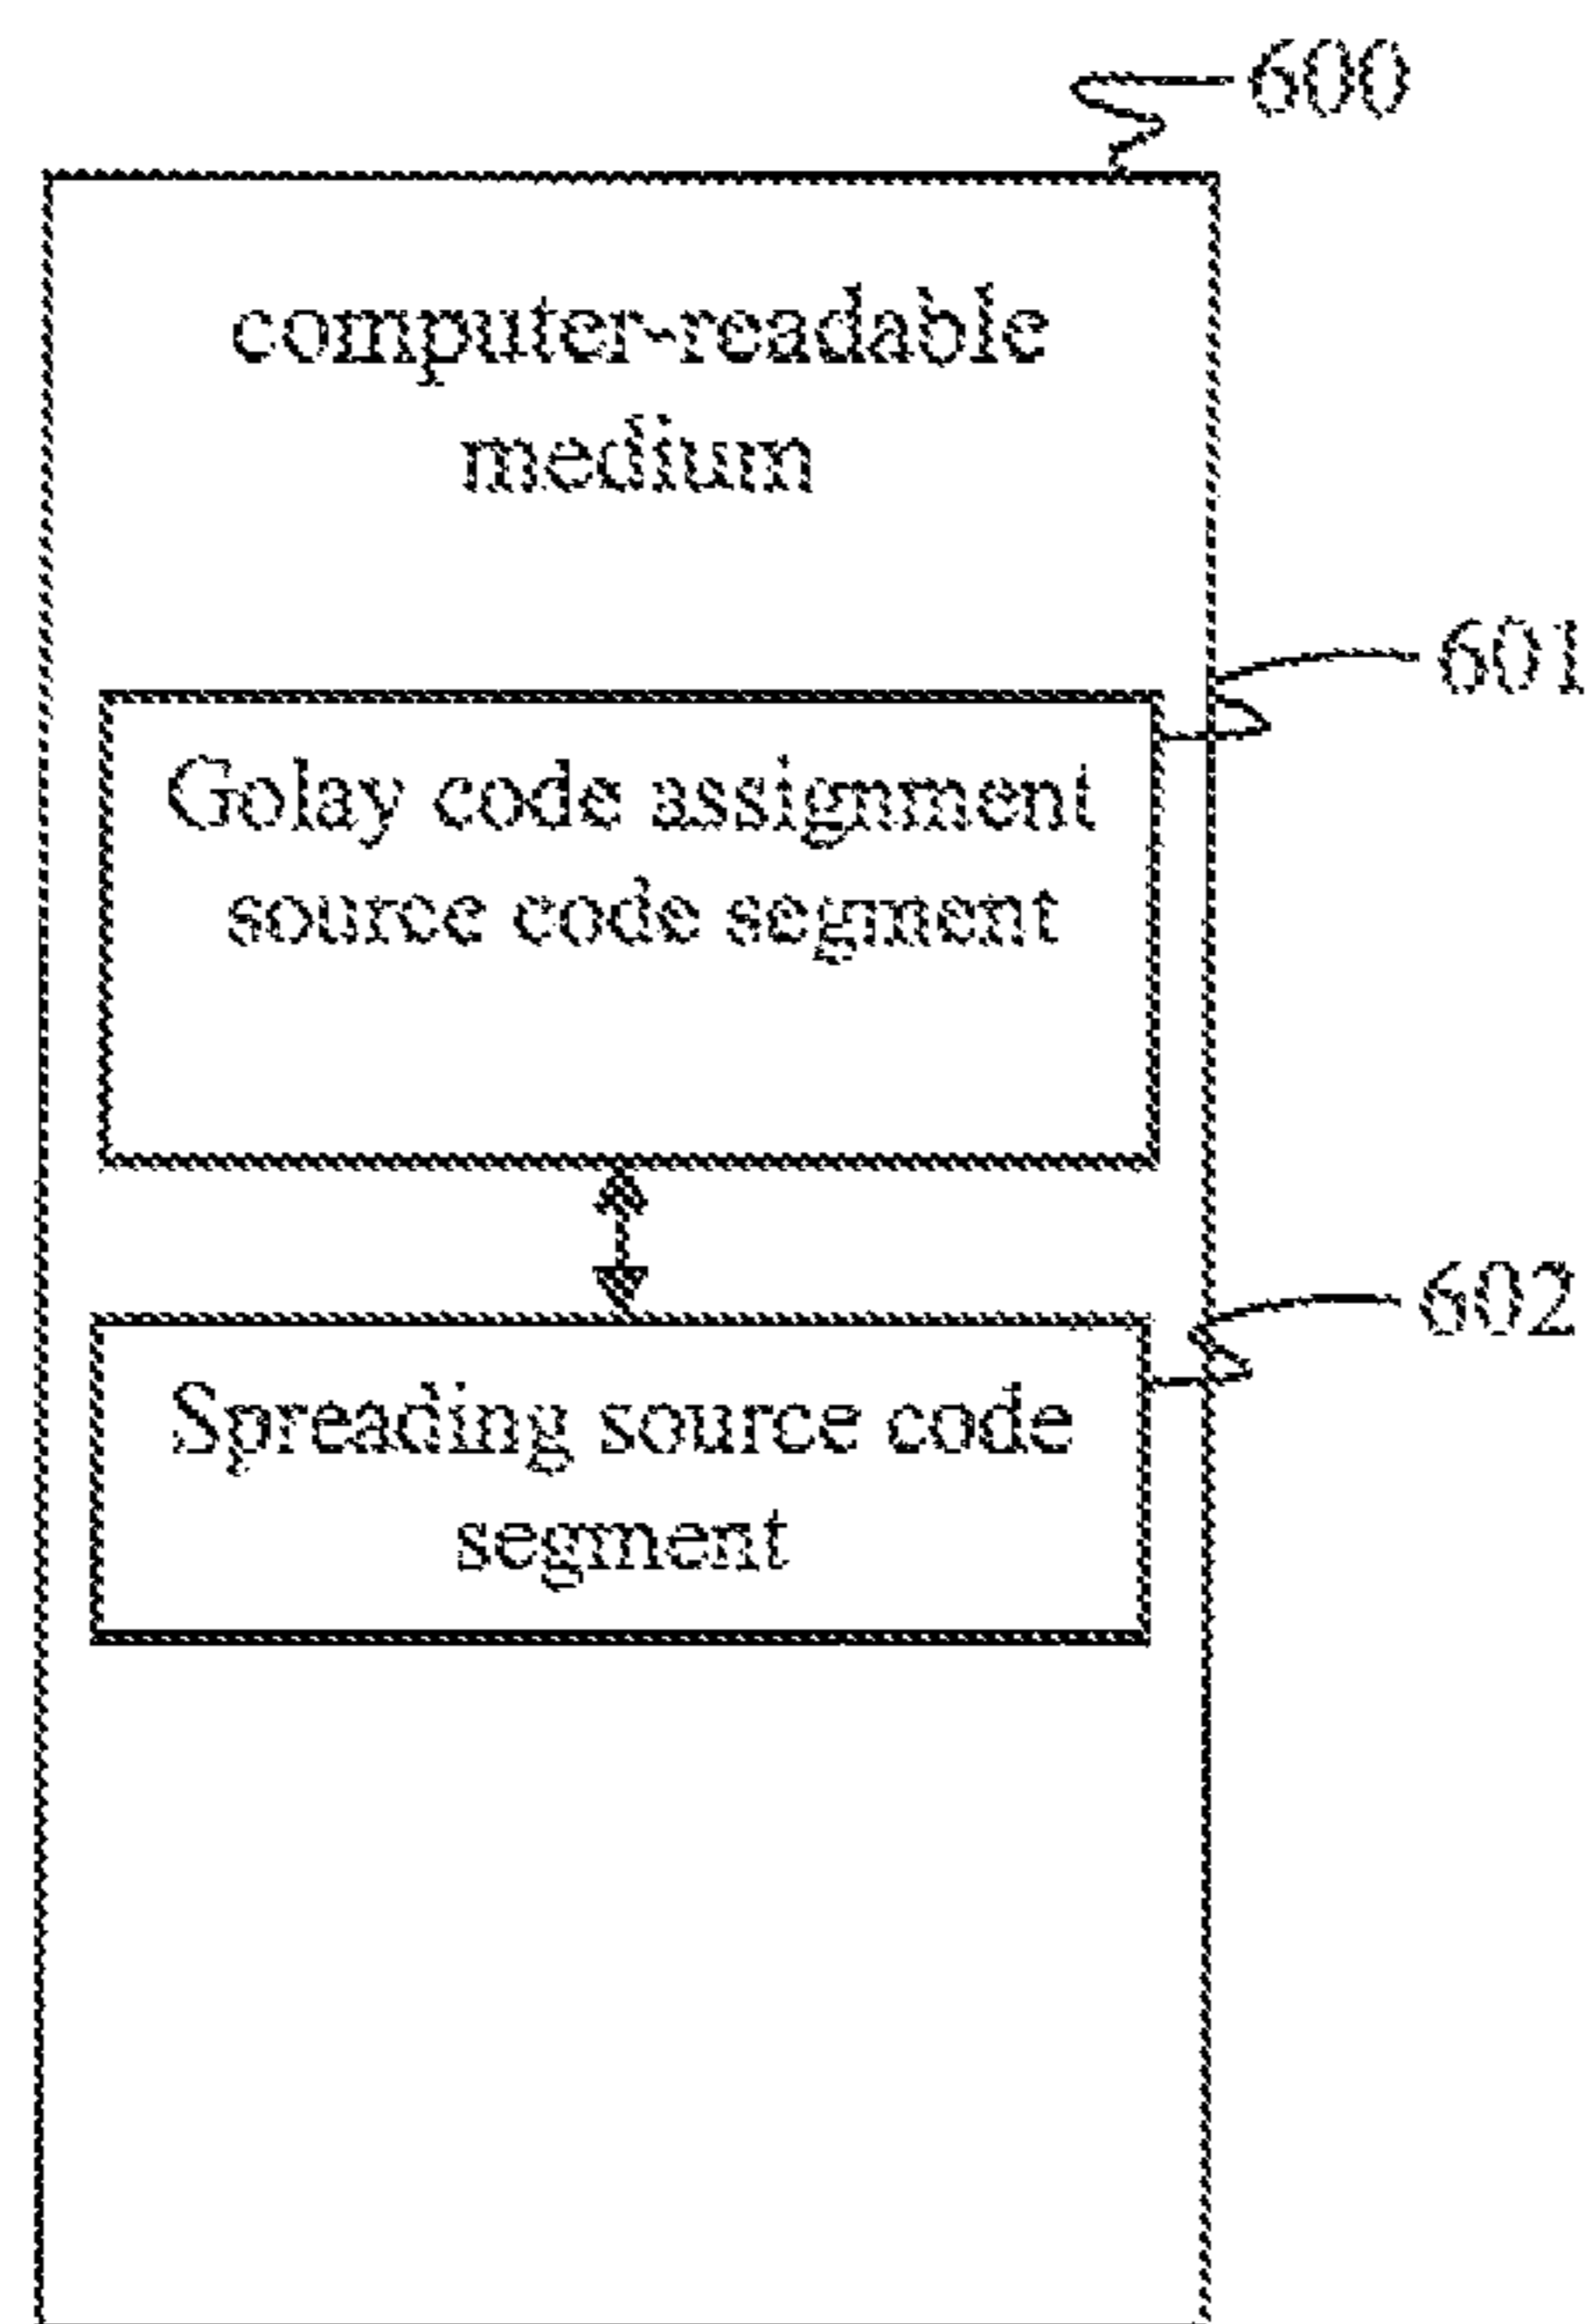 600
computer-readable
medium
601
Golay code assignment
source code segment
602
Spreading source code
segment